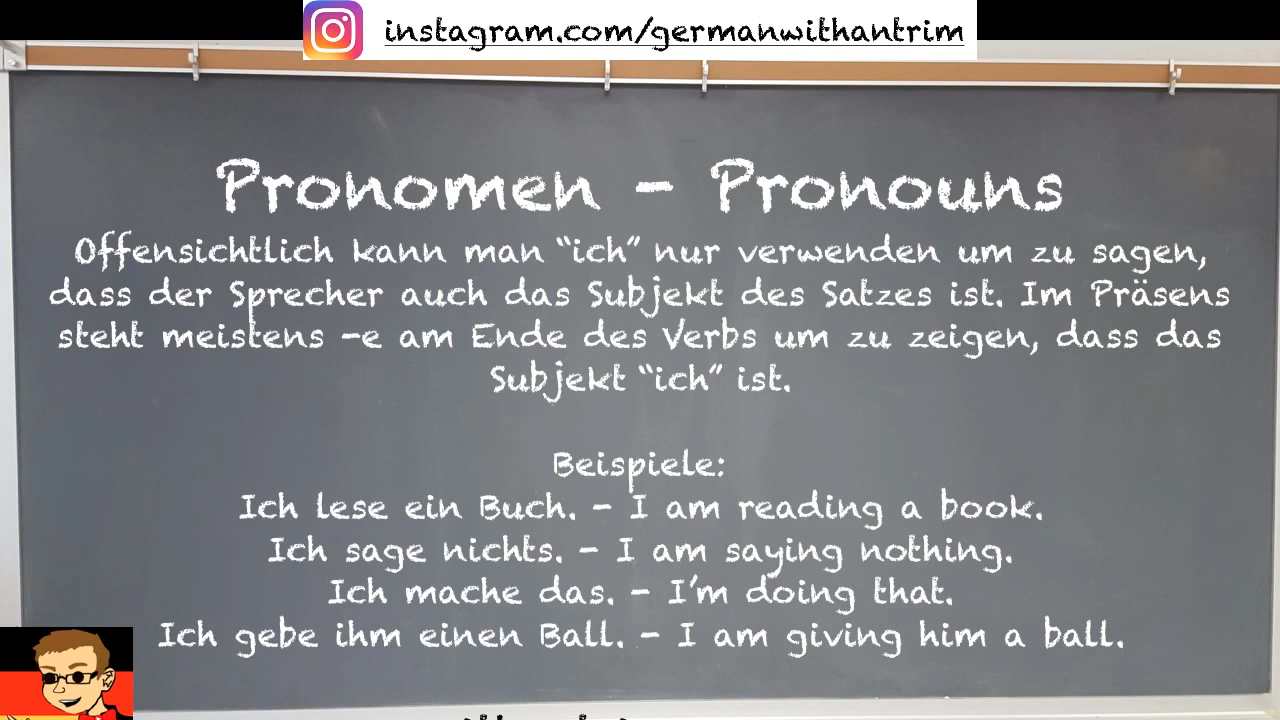 instagram.com/germanwithantrim
Pronomen - Pronouns
Offensichtlich kann man “ich” nur verwenden um zu sagen,
dass der Sprecher auch das Subjekt des Satzes ist. Im Präsens
steht meistens -e am Ende des Verbs um zu zeigen, dass das
Subjekt “ich” ist.
Beispiele:
Ich lese ein Buch. - I am reading a book.
Ich sage nichts. - I am saying nothing.
Ich mache das. - I’m doing that.
Ich gebe ihm einen Ball. - I am giving him a ball.